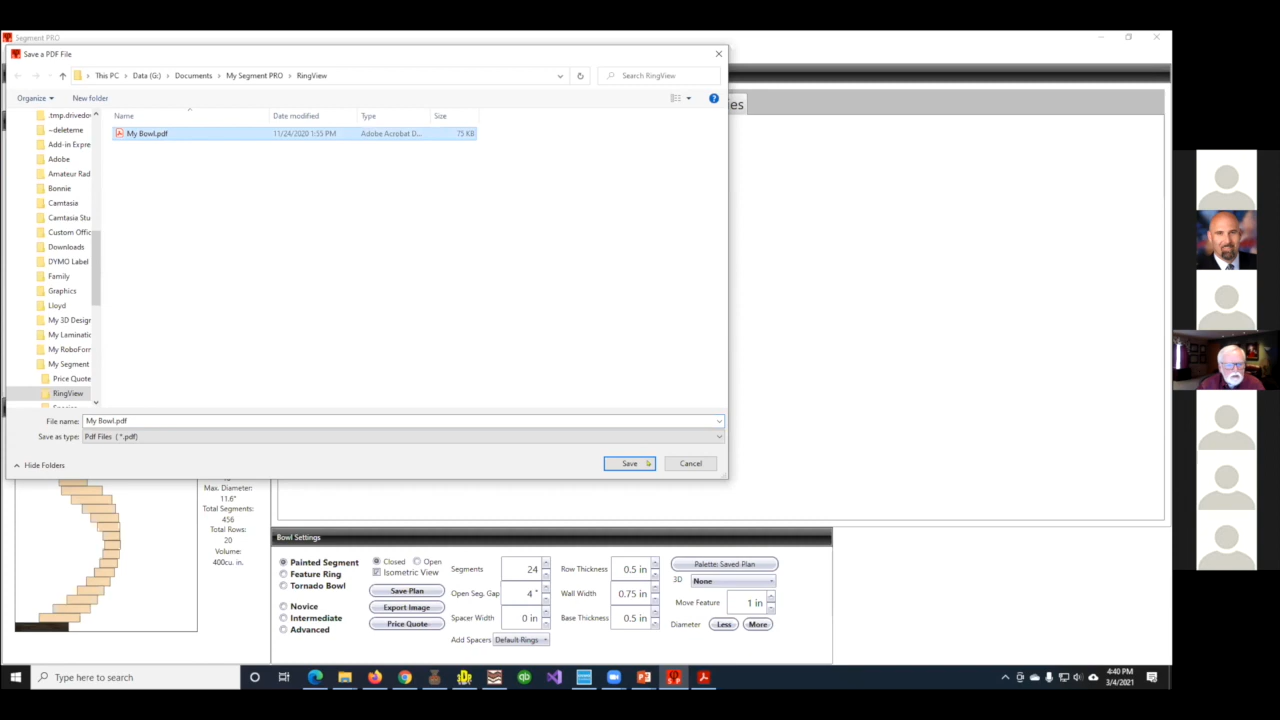 Segment PRO
Save a PDF File
This PC > Data (G:) > Documents > My Segment PRO > RingView
Search RingView
Organize
New folder
ies
Name
Date modified
Type
Size
My Bowl.pdf
11/24/2020 1:55 PM
Adobe Acrobat D...
75 KB
.tmp.drivedov
~deleteme
Add-in Expre
Adobe
Amateur Rad
Bonnie
Camtasia
Camtasia Stu
Custom Offic
Downloads
DYMO Label
Family
Graphics
Lloyd
My 3D Design
My Laminatic
My RoboForm
My Segment
Price Quote
RingView
File name:
My Bowl.pdf
Save as type:
Pdf Files (*.pdf)
Hide Folders
Save
Cancel
Max. Diameter:
11.6"
Total Segments:
456
Total Rows:
20
Volume:
400cu. in.
Bowl Settings
Painted Segment
Feature Ring
Tornado Bowl
Novice
Intermediate
Advanced
Closed
Open
Isometric View
Save Plan
Export Image
Price Quote
Segments
24
Open Seg. Gap
4 °
Spacer Width
0 in
Add Spacers
Default Rings
Row Thickness
0.5 in
Wall Width
0.75 in
Base Thickness
0.5 in
Palette: Saved Plan
3D
None
Move Feature
1 in
Diameter
Less
More
Type here to search
4:40 PM
3/4/2021